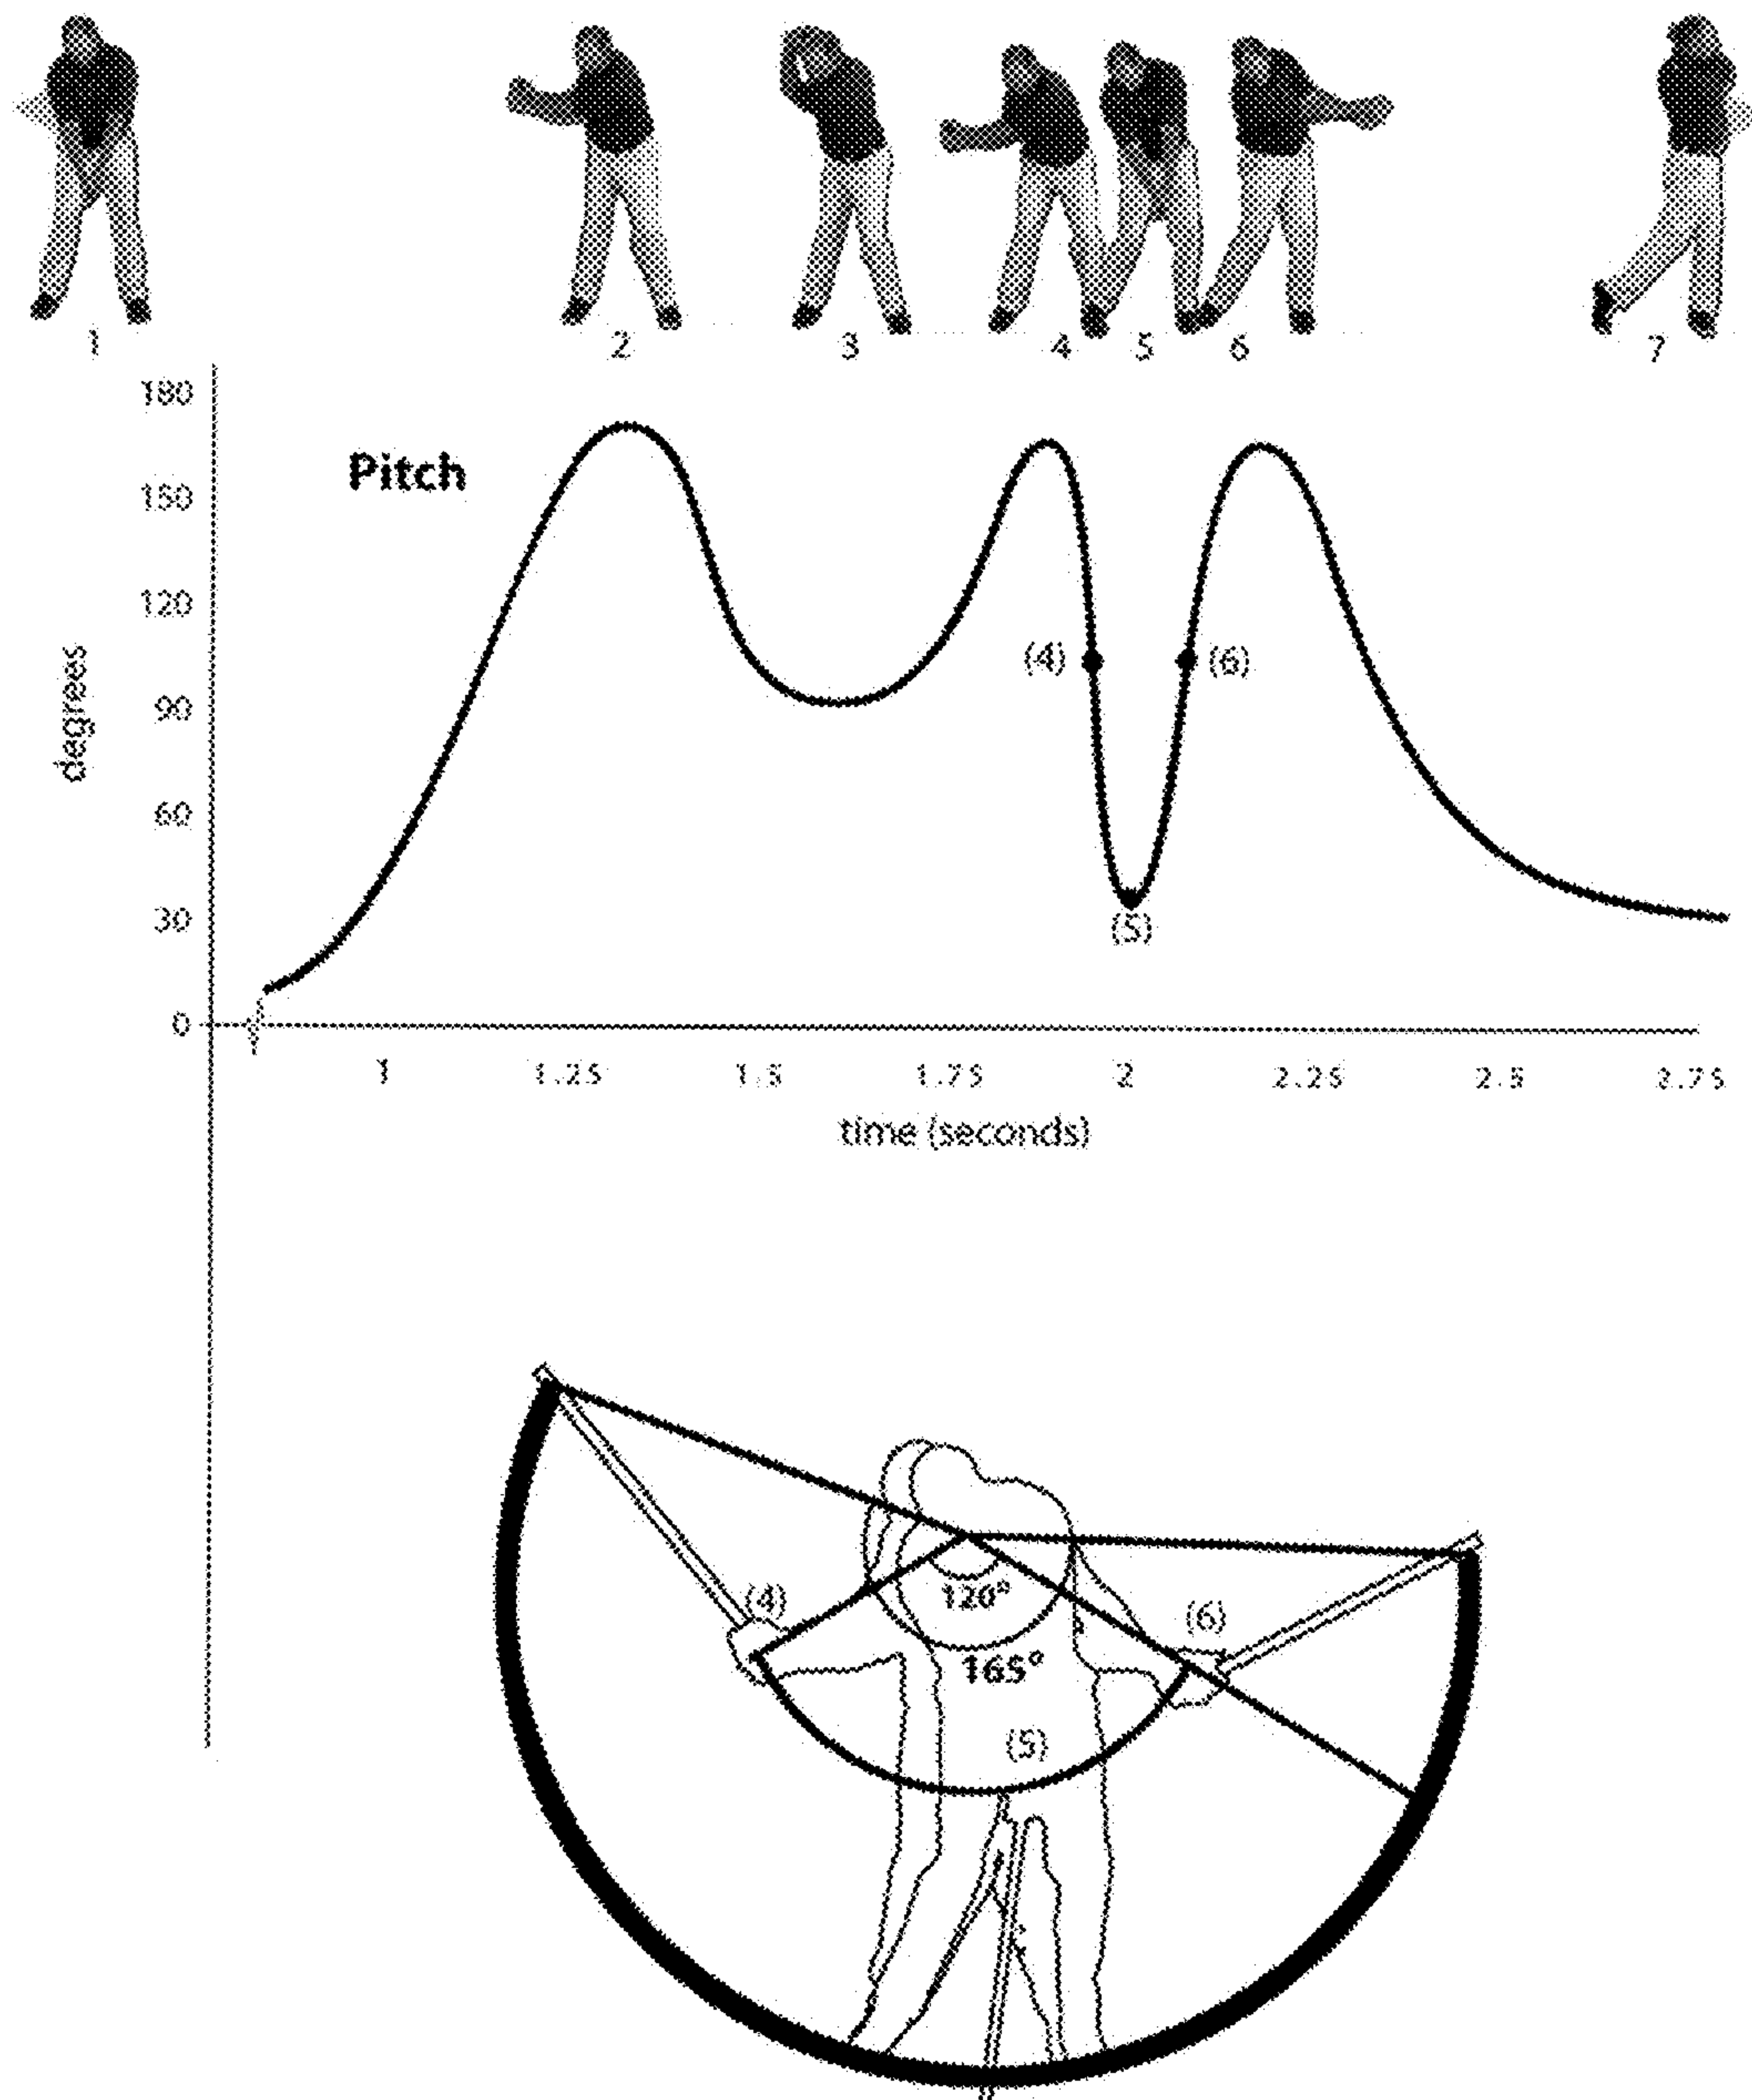 1 2 3 4 5 6 7
180
Pitch
150
120
(4) (6)
degrees
90
60
30
(5)
0
1 1.25 1.5 1.75 2 2.25 2.5 2.75
time (seconds)
(4) 120º (6)
165º
(5)